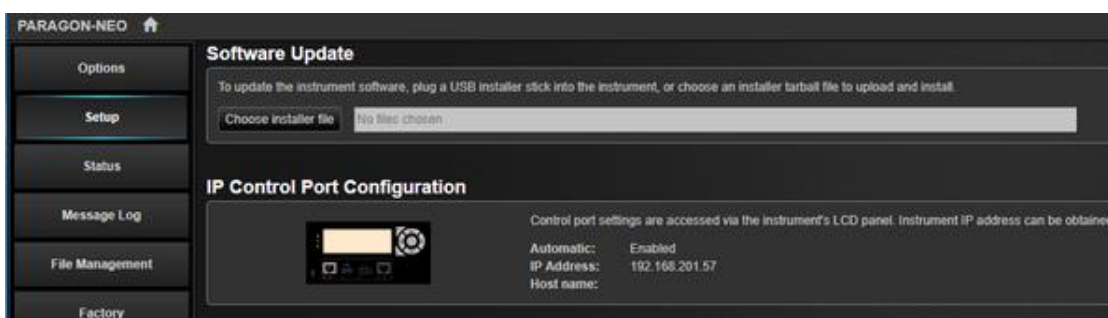 PARAGON-NEO
Options
Setup
Status
Message Log
File Management
Factory
Software Update
To update the instrument software, plug a USB installer stick into the instrument, or choose an installer tarball file to upload and install.
Choose installer file No files chosen
IP Control Port Configuration
Control port settings are accessed via the instrument's LCD panel. Instrument IP address can be obtained
Automatic: Enabled
IP Address: 192.168.201.57
Host name: